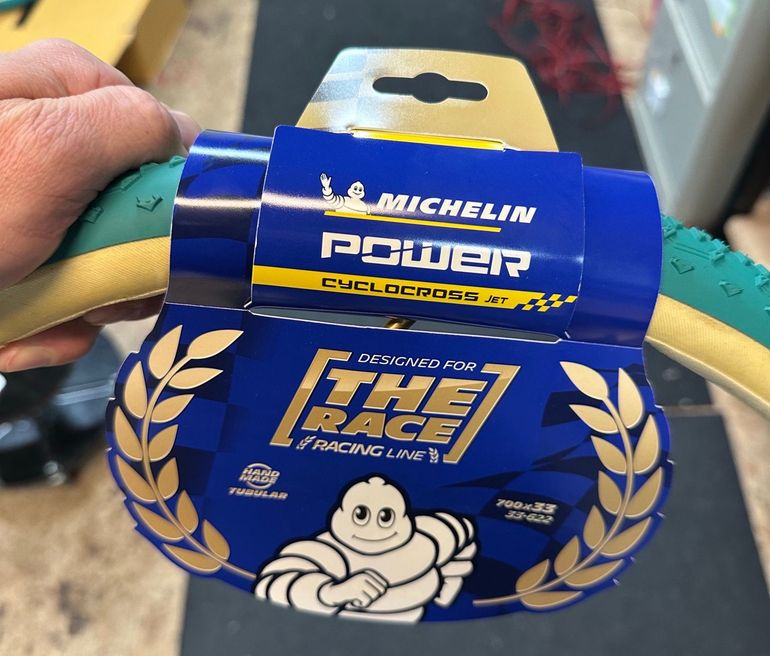 MICHELIN
POWER
CYCLOCROSS JET
DESIGNED FOR
THE
RACE
RACING LINE
HAND
MADE
TUBULAR
700x33
33-622